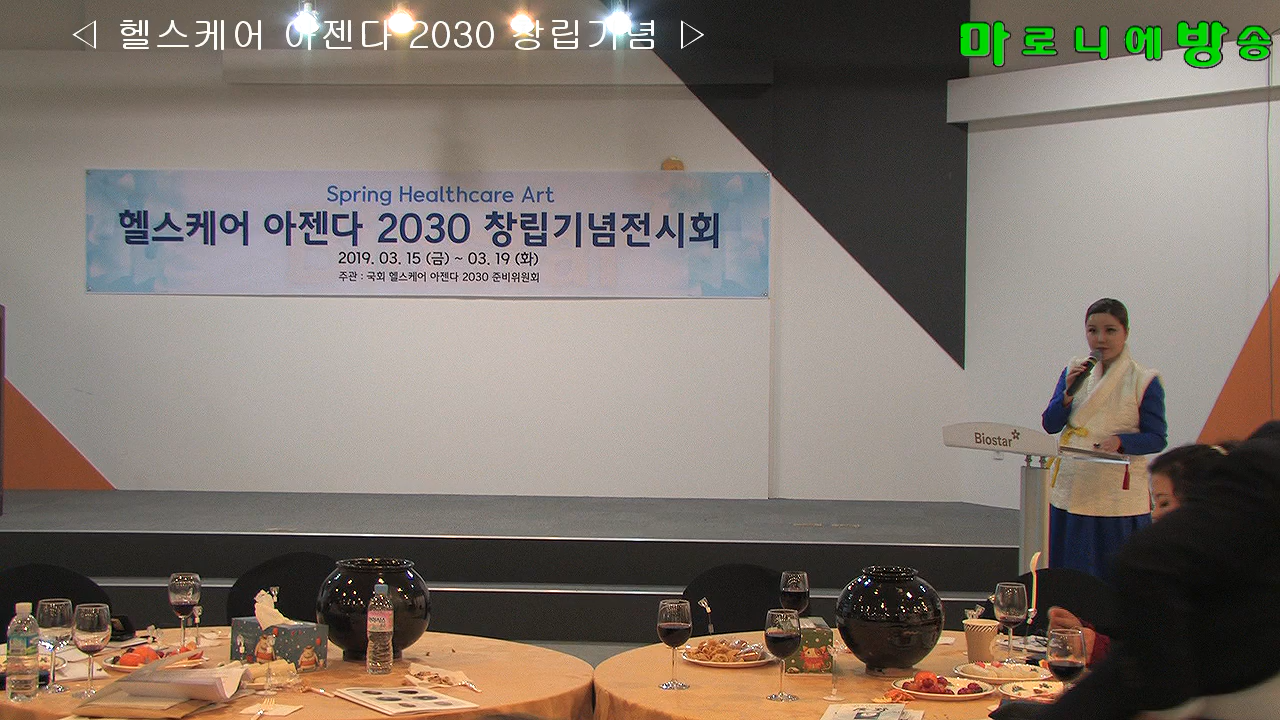 ◁ 헬스케어 아젠다 2030 창립기념 ▷
마로니에방송
Spring Healthcare Art
헬스케어 아젠다 2030 창립기념전시회
2019. 03. 15 (금) ~ 03. 19 (화)
주관 : 국회 헬스케어 아젠다 2030 준비위원회
Biostar